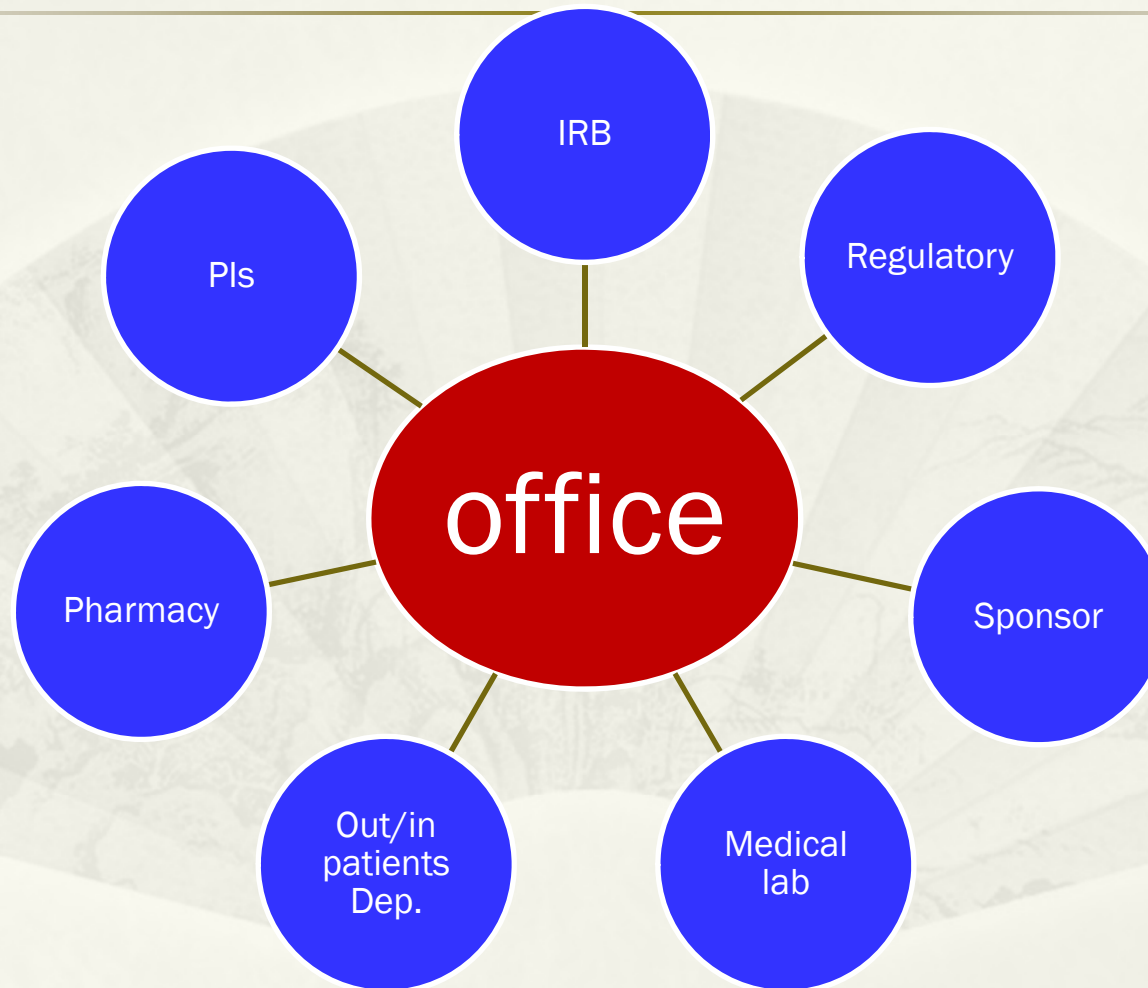 IRB
Regulatory
PIs
office
Pharmacy
Sponsor
Out/in
patients
Dep.
Medical
lab